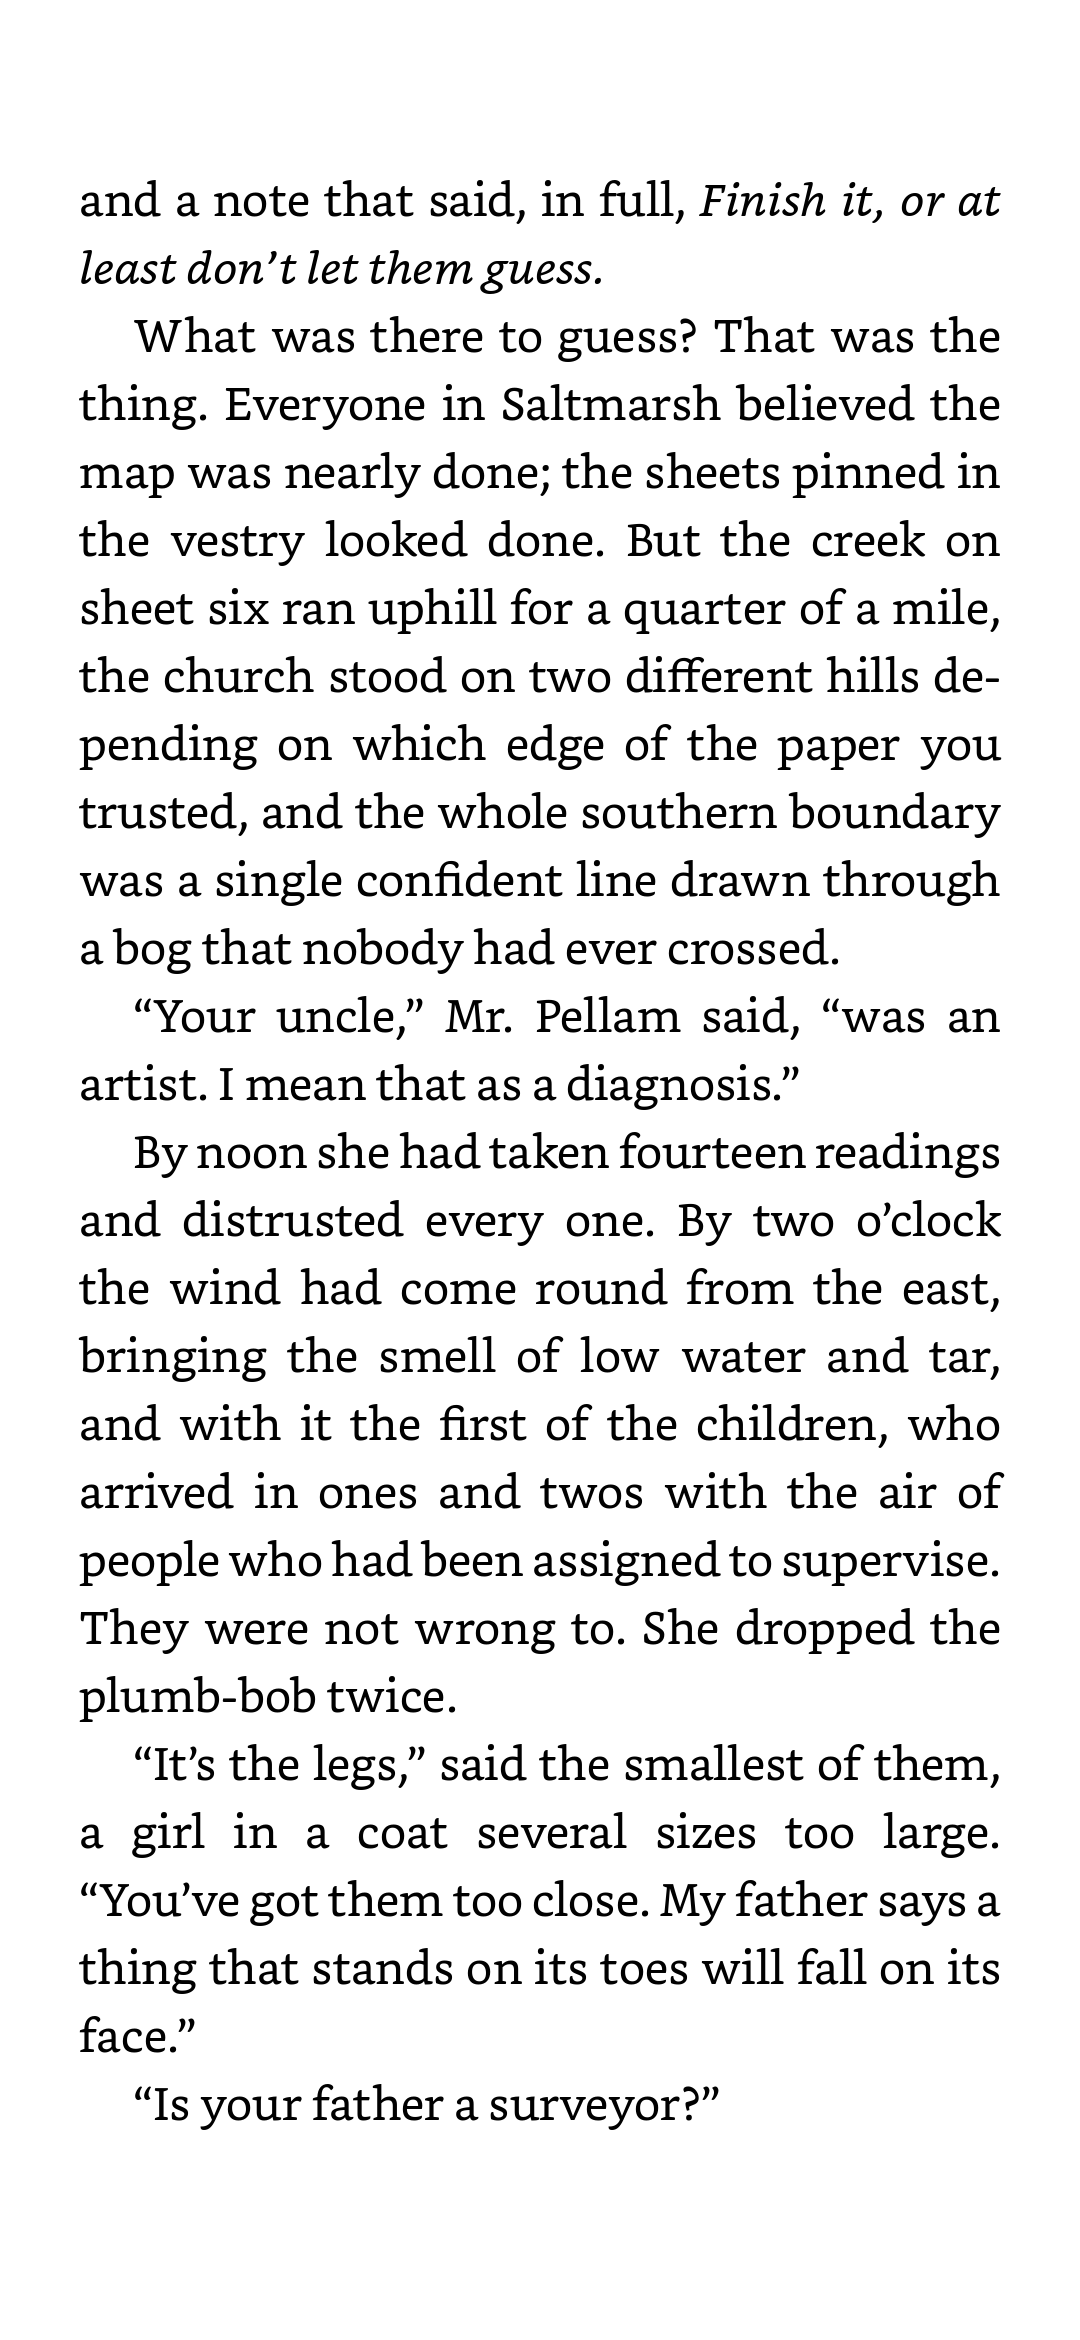 and a note that said, in full, Finish it, or at
least don’t let them guess.
What was there to guess? That was the
thing. Everyone in Saltmarsh believed the
map was nearly done; the sheets pinned in
the vestry looked done. But the creek on
sheet six ran uphill for a quarter of a mile,
the church stood on two different hills de-
pending on which edge of the paper you
trusted, and the whole southern boundary
was a single confident line drawn through
a bog that nobody had ever crossed.
“Your uncle,” Mr. Pellam said, “was an
artist. I mean that as a diagnosis.”
By noon she had taken fourteen readings
and distrusted every one. By two o’clock
the wind had come round from the east,
bringing the smell of low water and tar,
and with it the first of the children, who
arrived in ones and twos with the air of
people who had been assigned to supervise.
They were not wrong to. She dropped the
plumb-bob twice.
“It’s the legs,” said the smallest of them,
a girl in a coat several sizes too large.
“You’ve got them too close. My father says a
thing that stands on its toes will fall on its
face.”
“Is your father a surveyor?”